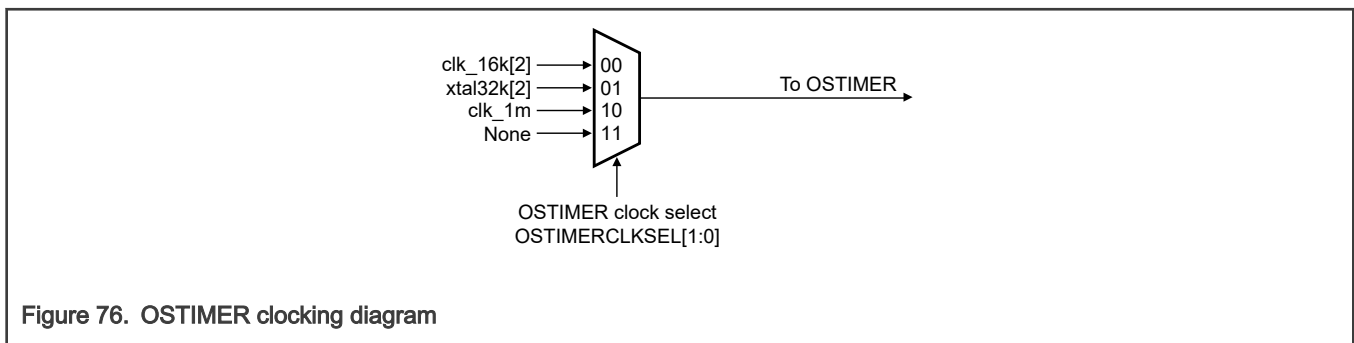 clk_16k[2]
00
xtal32k[2]
01
To OSTIMER
clk_1m
10
None
11
OSTIMER clock select
OSTIMERCLKSEL[1:0]
Figure 76. OSTIMER clocking diagram